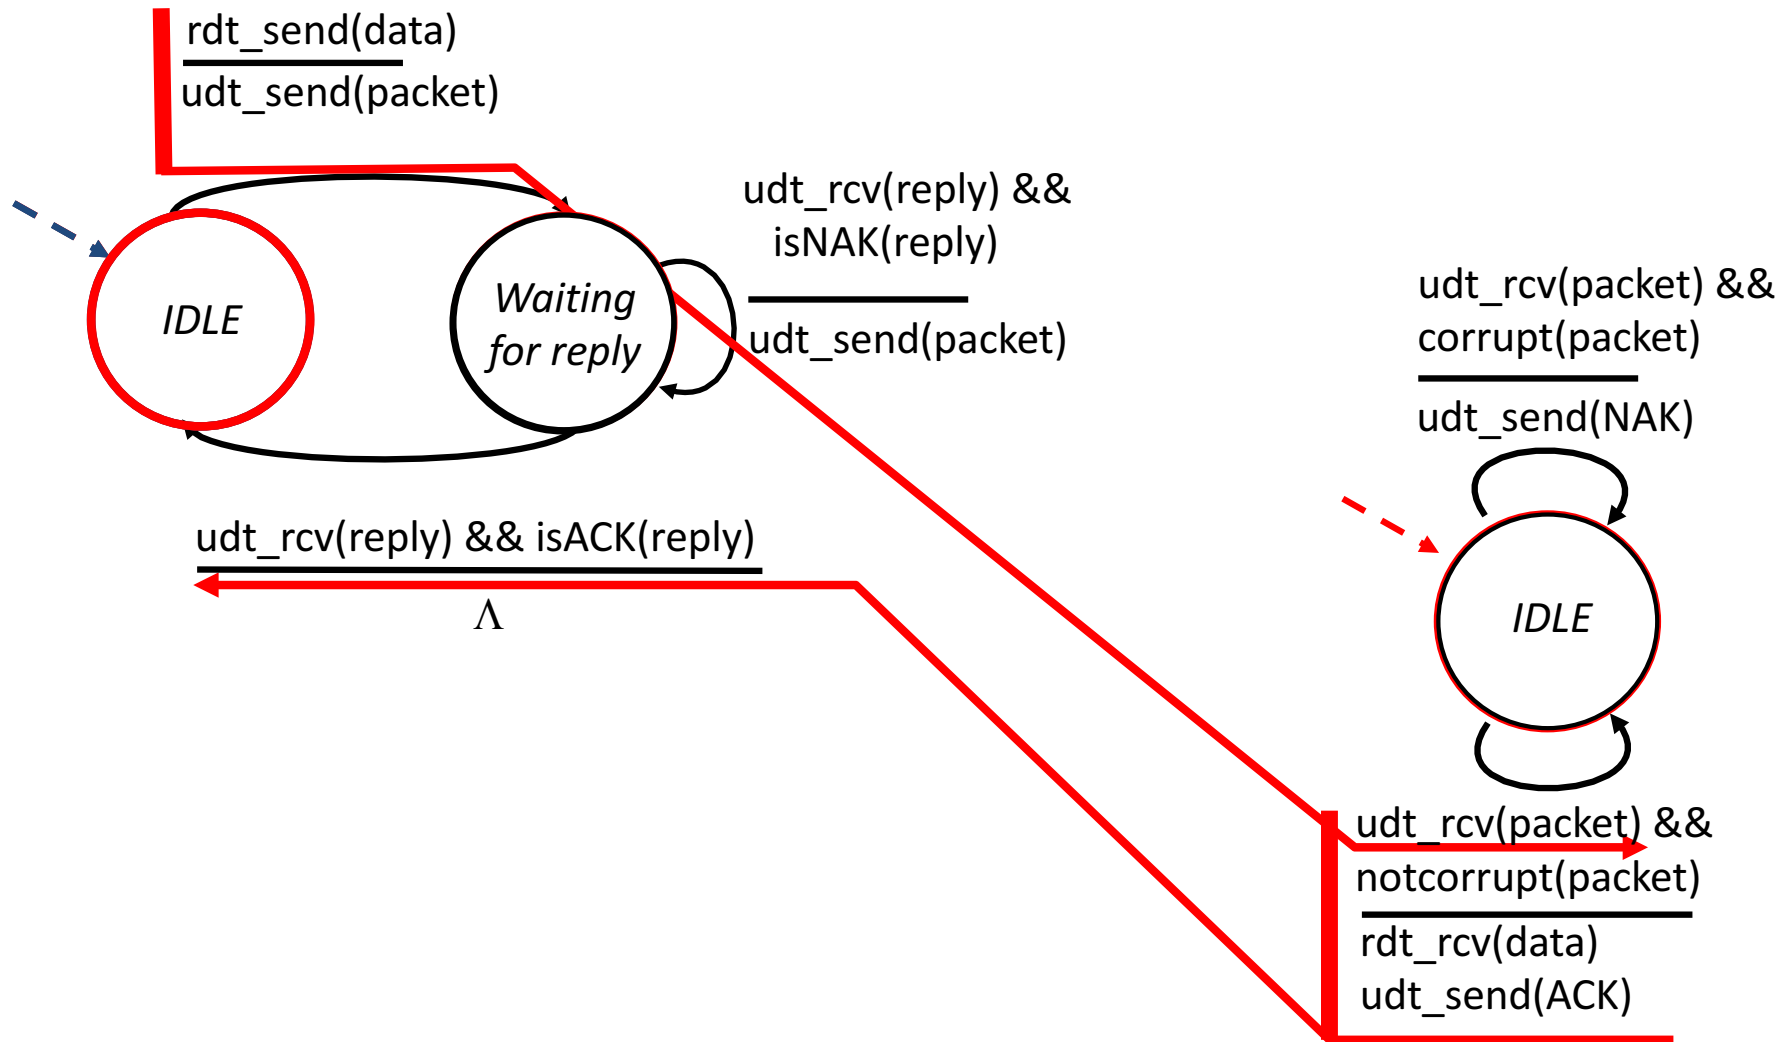 rdt_send(data)
udt_send(packet)
IDLE
Waiting
for reply
udt_rcv(reply) &&
isNAK(reply)
udt_send(packet)
udt_rcv(reply) && isACK(reply)
Λ
udt_rcv(packet) &&
corrupt(packet)
udt_send(NAK)
IDLE
udt_rcv(packet) &&
notcorrupt(packet)
rdt_rcv(data)
udt_send(ACK)